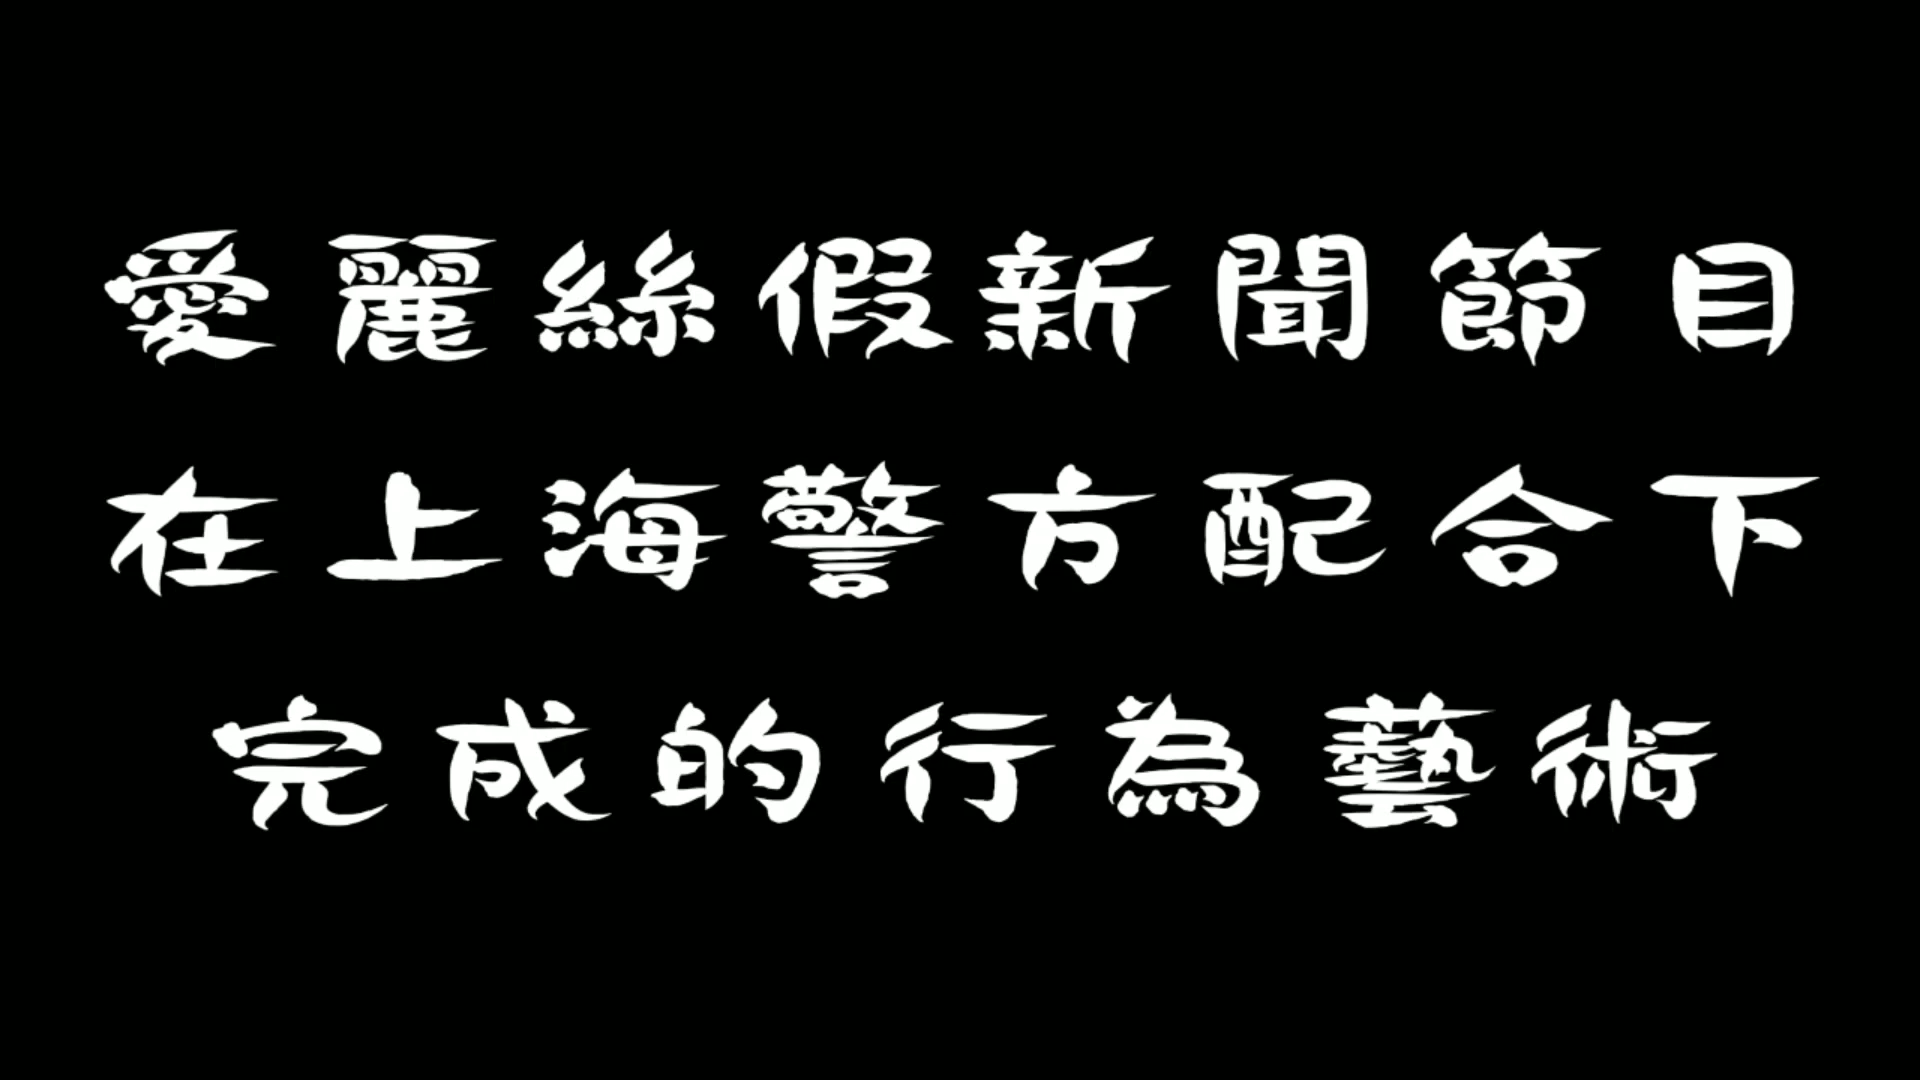 愛麗絲假新聞節目
在上海警方配合下
完成的行為藝術